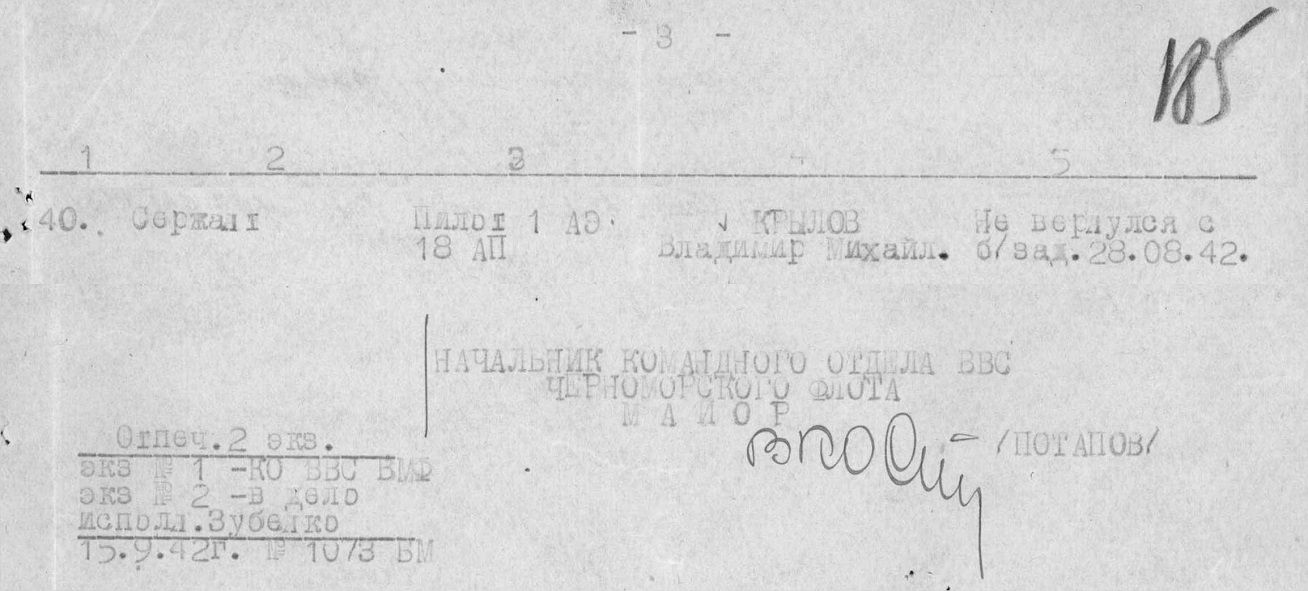 - 3 -
185
1 2 3 4 5
40. Сержант Пилот 1 АЭ. √ КРЫЛОВ Не вернулся с
18 АП Владимир Михайл. б/зад.28.08.42.
НАЧАЛЬНИК КОМАНДНОГО ОТДЕЛА ВВС
ЧЕРНОМОРСКОГО ФЛОТА
М А Й О Р
/ПОТАПОВ/
Отпеч.2 экз.
экз № 1 -КО ВВС ВМФ
экз № 2 -в дело
исполн.Зубелко
15.9.42г. № 1073 ВМ